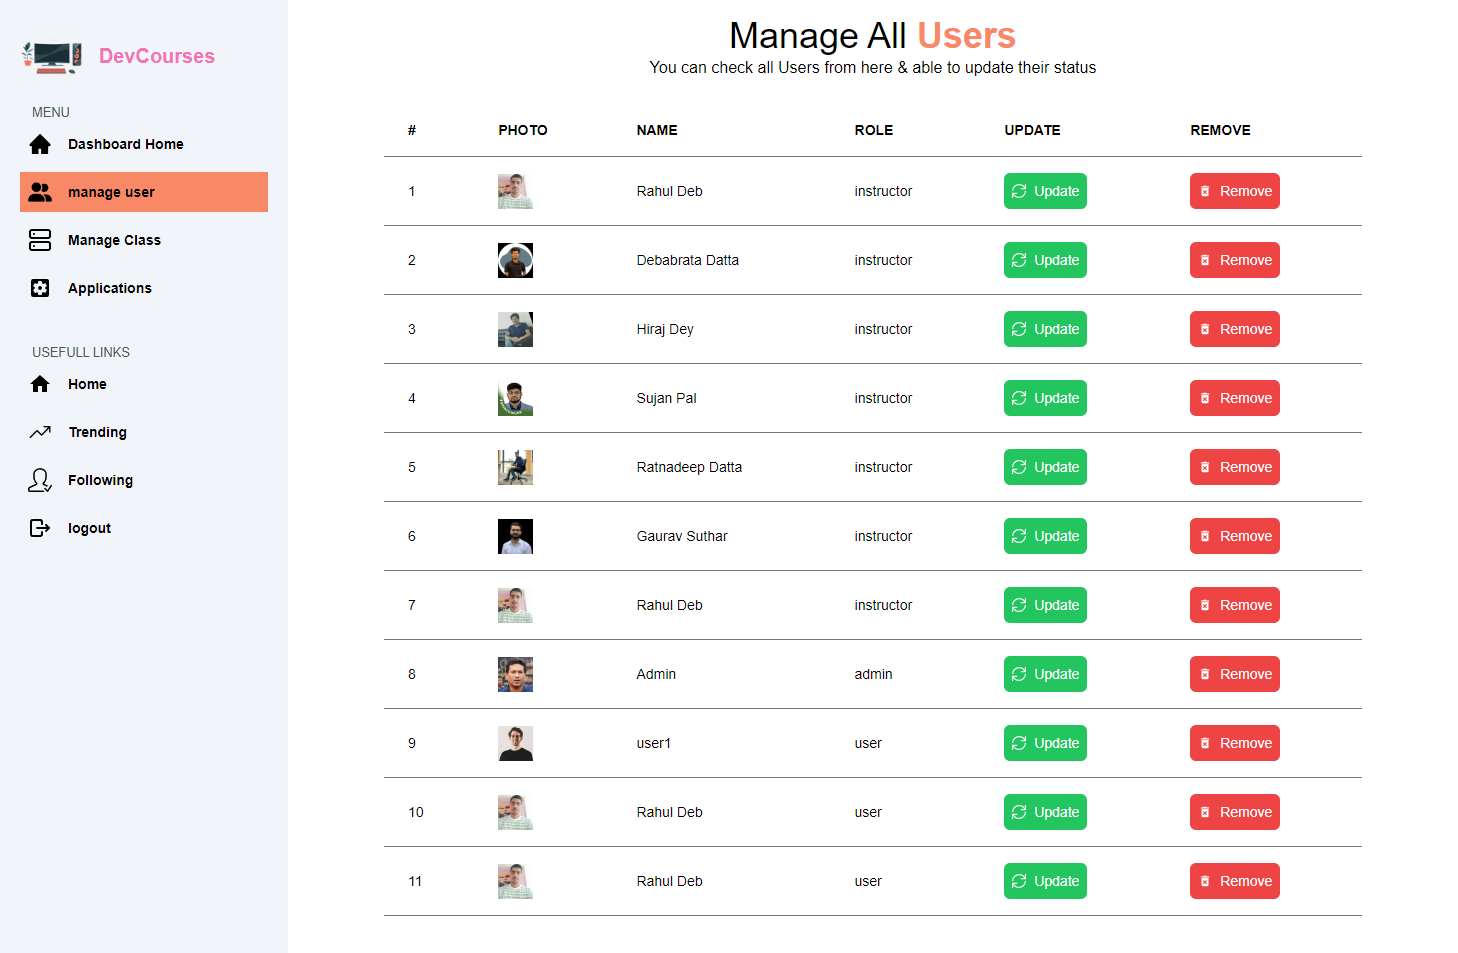 DevCourses
MENU
Dashboard Home
manage user
Manage Class
Applications
USEFULL LINKS
Home
Trending
Following
logout
Manage All Users
You can check all Users from here & able to update their status
# PHOTO NAME ROLE UPDATE REMOVE
1 Rahul Deb instructor Update Remove
2 Debabrata Datta instructor Update Remove
3 Hiraj Dey instructor Update Remove
4 Sujan Pal instructor Update Remove
5 Ratnadeep Datta instructor Update Remove
6 Gaurav Suthar instructor Update Remove
7 Rahul Deb instructor Update Remove
8 Admin admin Update Remove
9 user1 user Update Remove
10 Rahul Deb user Update Remove
11 Rahul Deb user Update Remove